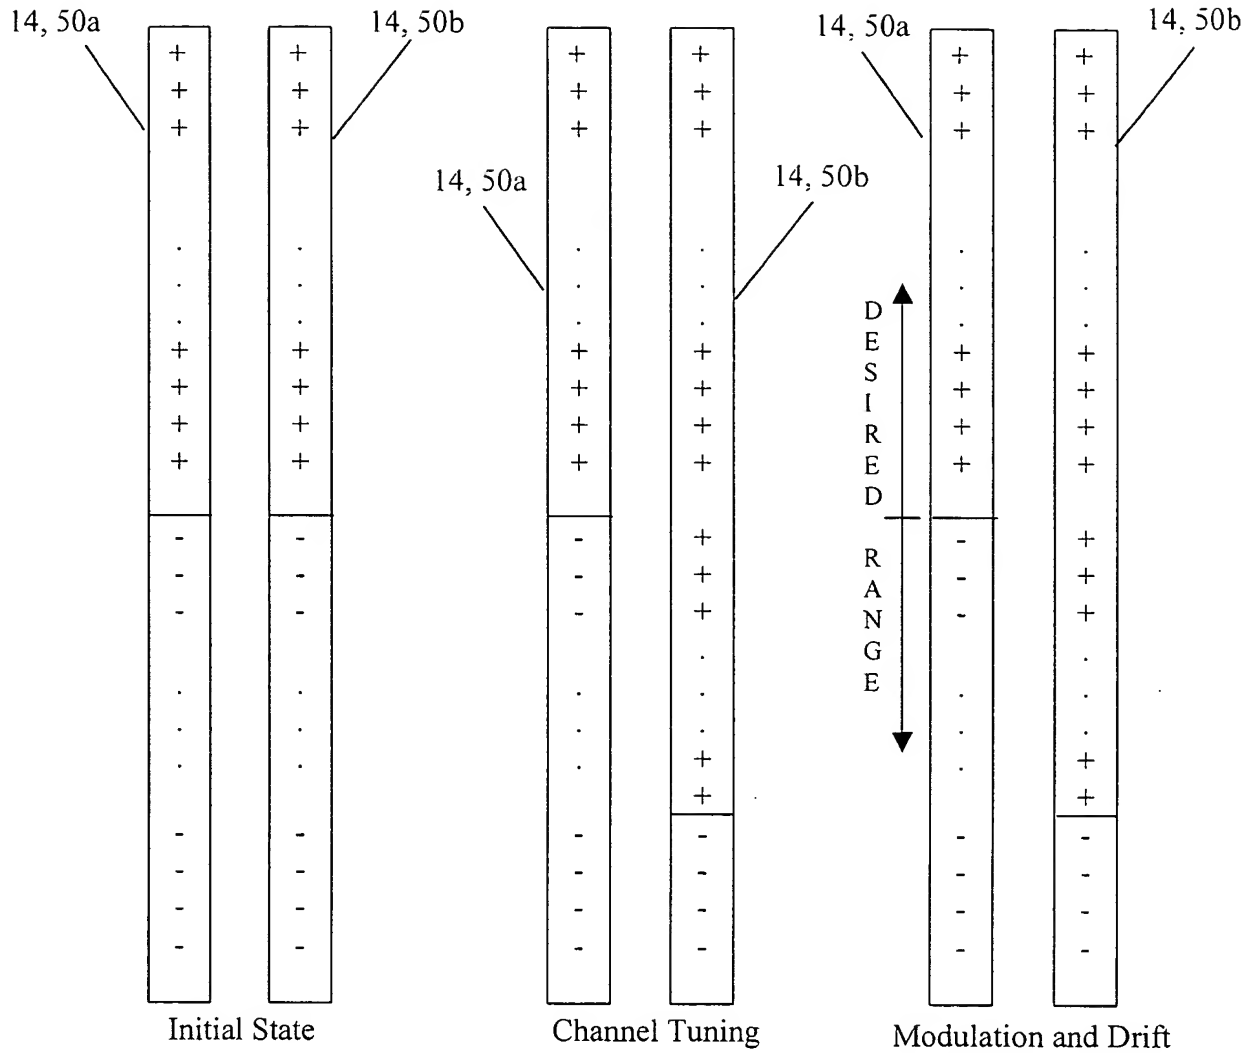 14, 50a
14, 50b
14, 50a
14, 50b
14, 50a
14, 50b
+ + + + + +
+ + + + + +
+ + + + + +
. . . . . .
. . . . . .
. . . . . .
+ + + + + +
+ + + + + +
+ + + + + +
+ + + + + +
- - - + - +
- - - + - +
- - - + - +
. . . . . .
. . . . . .
. . . + . +
+ +
- - - - - -
- - - - - -
- - - - - -
- - - - - -
DESIRED
RANGE
Initial State
Channel Tuning
Modulation and Drift